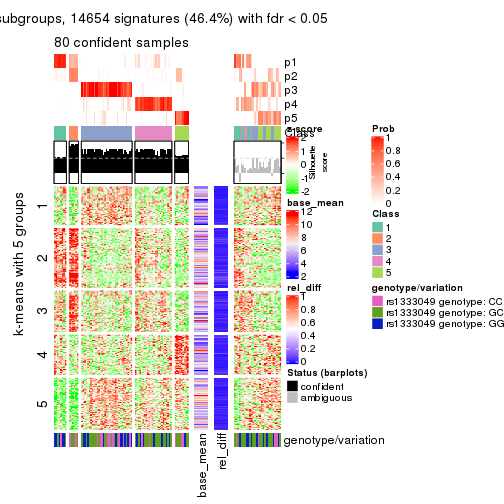 subgroups, 14654 signatures (46.4%) with fdr < 0.05
80 confident samples
p1
p2
p3
p4
p5
Class
Silhouette
score
k-means with 5 groups
1
2
3
4
5
genotype/variation
base_mean
rel_diff
z-score
2
1
0
-1
-2
base_mean
12
10
8
6
4
2
rel_diff
1
0.8
0.6
0.4
0.2
0
Status (barplots)
confident
ambiguous
Prob
1
0.8
0.6
0.4
0.2
0
Class
1
2
3
4
5
genotype/variation
rs1333049 genotype: CC
rs1333049 genotype: GC
rs1333049 genotype: GG